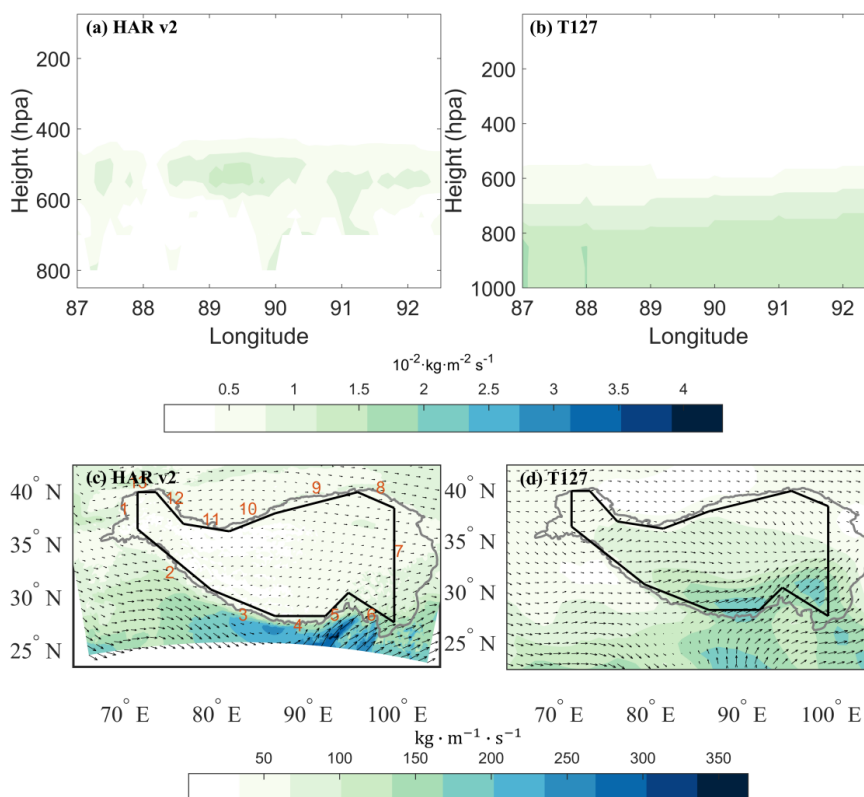 (a) HAR v2
(b) T127
Height (hpa)
200
400
600
800
87 88 89 90 91 92
Longitude
Height (hpa)
200
400
600
800
1000
87 88 89 90 91 92
Longitude
10⁻²·kg·m⁻² s⁻¹
0.5 1 1.5 2 2.5 3 3.5 4
(c) HAR v2
(d) T127
40° N
35° N
30° N
25° N
13
12
11
10
9
8
1
7
2
3
4
5
6
40° N
35° N
30° N
25° N
70° E 80° E 90° E 100° E
70° E 80° E 90° E 100° E
kg · m⁻¹ · s⁻¹
50 100 150 200 250 300 350